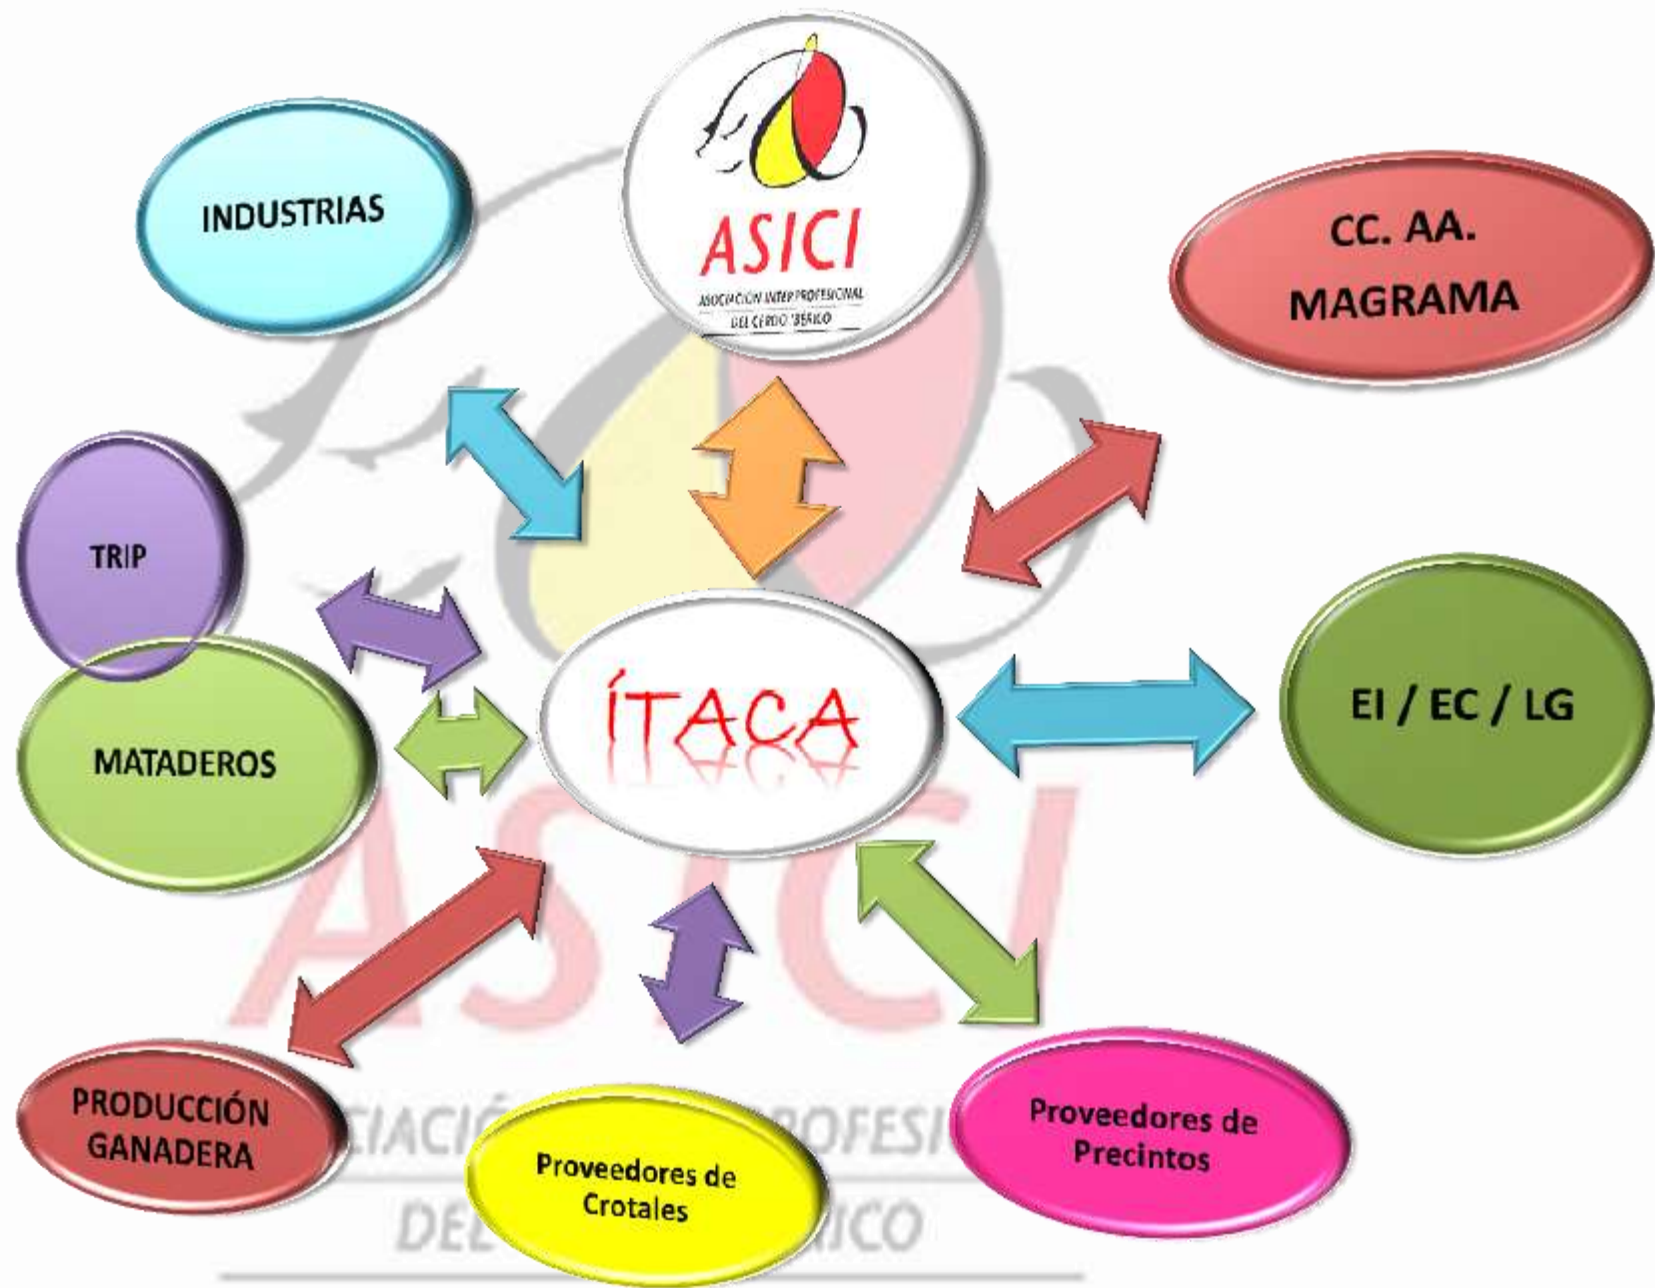 INDUSTRIAS
ASICI
ASOCIACIÓN INTERPROFESIONAL
DEL CERDO IBÉRICO
CC. AA.
MAGRAMA
TRIP
MATADEROS
ÍTACA
EI / EC / LG
ASICI
PRODUCCIÓN
GANADERA
Proveedores de
Crotales
Proveedores de
Precintos